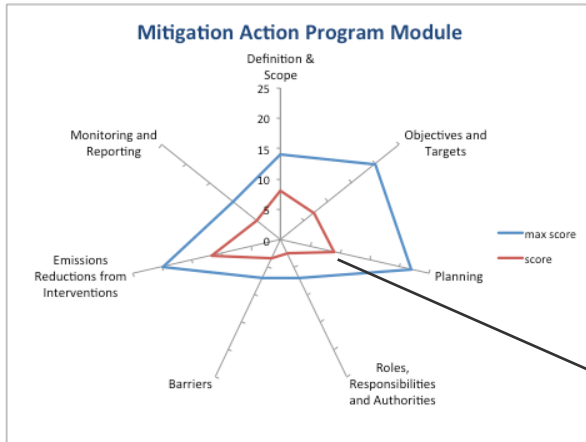 Mitigation Action Program Module
Definition &
Scope
25
20
15
10
5
0
Objectives and
Targets
Planning
Roles,
Responsibilities
and Authorities
Barriers
Emissions
Reductions from
Interventions
Monitoring and
Reporting
max score
score